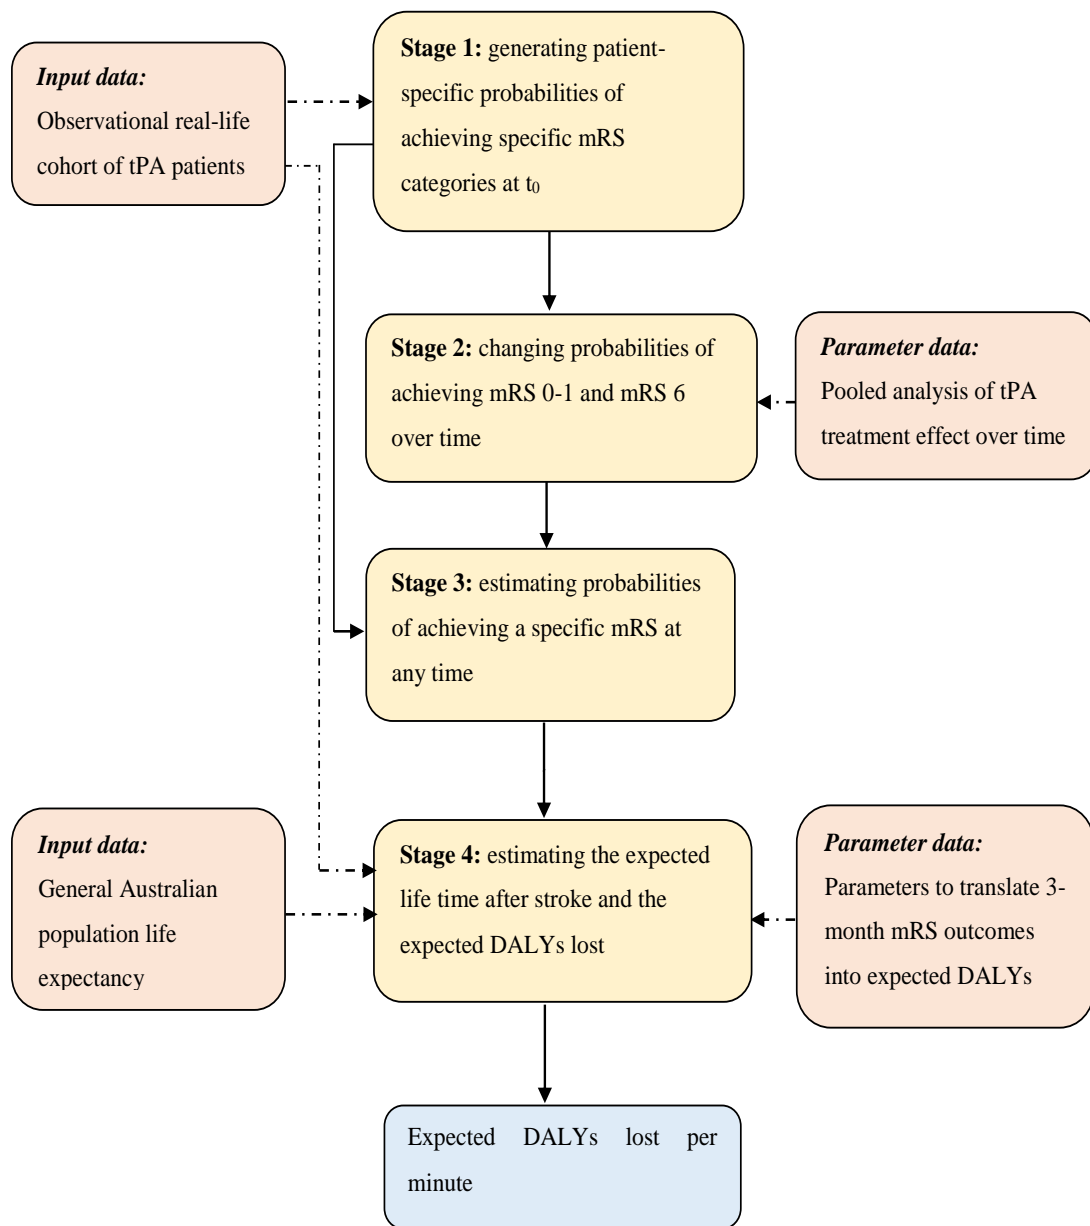 Stage 1: generating patient-
specific probabilities of
achieving specific mRS
categories at t0
Input data:
Observational real-life
cohort of tPA patients
Stage 2: changing probabilities of
achieving mRS 0-1 and mRS 6
over time
Parameter data:
Pooled analysis of tPA
treatment effect over time
Stage 3: estimating probabilities
of achieving a specific mRS at
any time
Input data:
General Australian
population life
expectancy
Stage 4: estimating the expected
life time after stroke and the
expected DALYs lost
Parameter data:
Parameters to translate 3-
month mRS outcomes
into expected DALYs
Expected DALYs lost per
minute